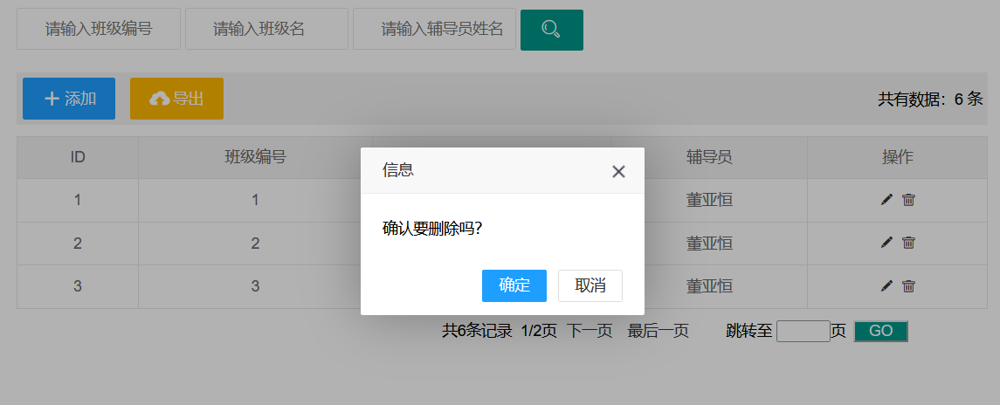 请输入班级编号 请输入班级名 请输入辅导员姓名
添加 导出 共有数据：6 条
ID 班级编号 辅导员 操作
1 1 董亚恒
2 2 董亚恒
3 3 董亚恒
信息
确认要删除吗？
确定 取消
共6条记录 1/2页 下一页 最后一页 跳转至 页 GO